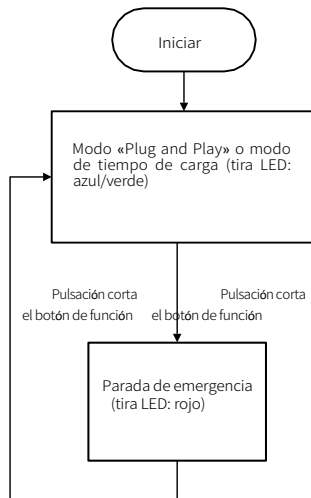 Iniciar
Modo «Plug and Play» o modo
de tiempo de carga (tira LED:
azul/verde)
Pulsación corta
el botón de función
Pulsación corta
el botón de función
Parada de emergencia
(tira LED: rojo)